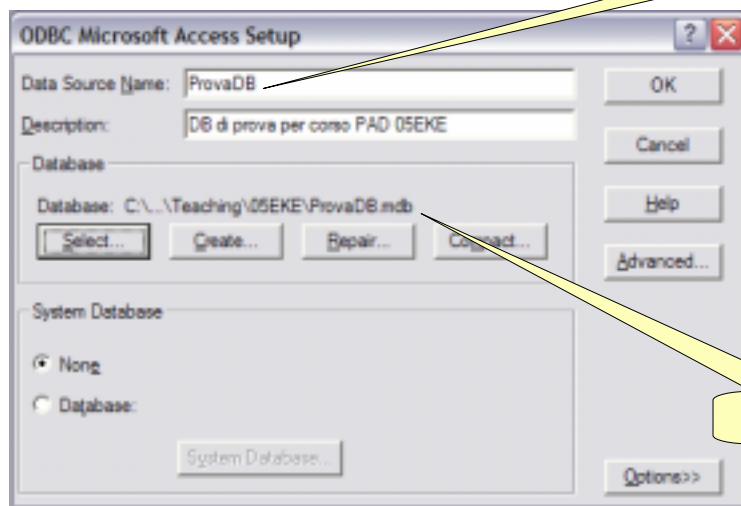 ODBC Microsoft Access Setup
Data Source Name: ProvaDB
OK
Description: DB di prova per corso PAD 05EKE
Cancel
Database
Database: C:\...\Teaching\05EKE\ProvaDB.mdb
Help
Select... Create... Repair... Compact...
Advanced...
System Database
None
Database:
System Database...
Options>>